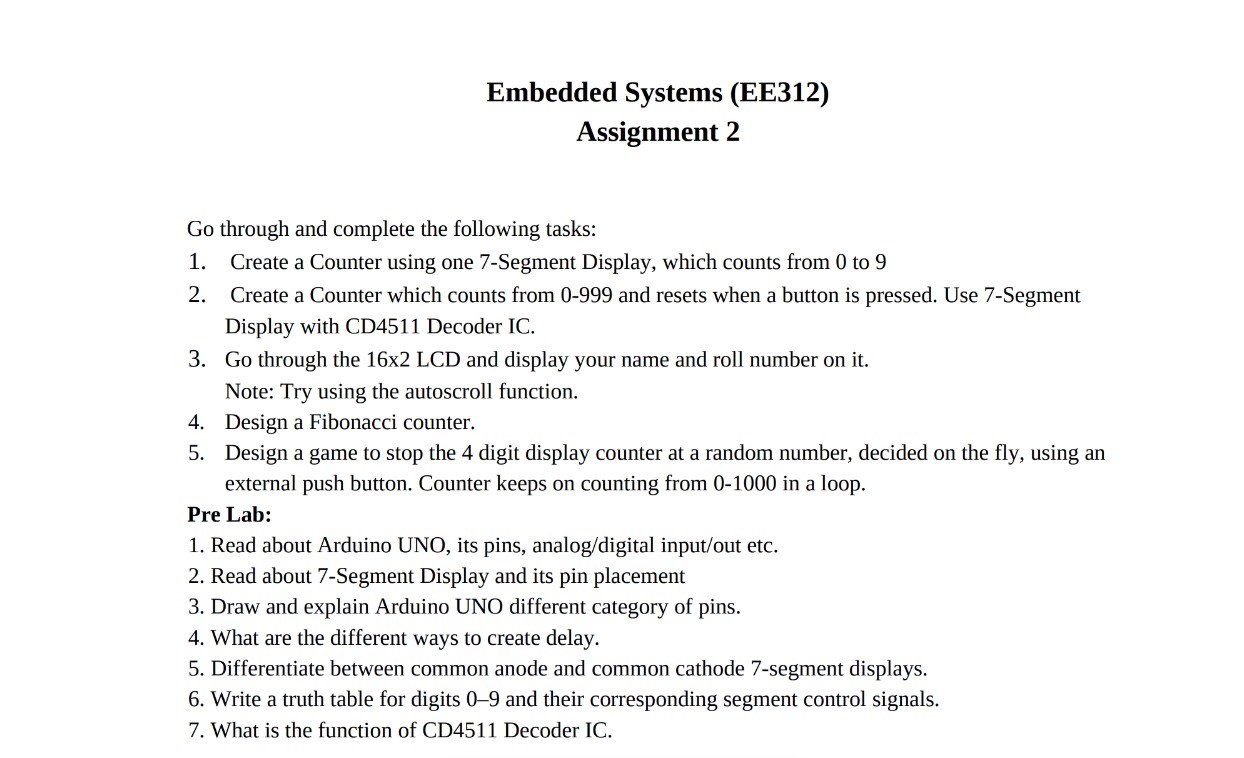 Embedded Systems (EE312)
Assignment 2
Go through and complete the following tasks:
1. Create a Counter using one 7-Segment Display, which counts from 0 to 9
2. Create a Counter which counts from 0-999 and resets when a button is pressed. Use 7-Segment
Display with CD4511 Decoder IC.
3. Go through the 16x2 LCD and display your name and roll number on it.
Note: Try using the autoscroll function.
4. Design a Fibonacci counter.
5. Design a game to stop the 4 digit display counter at a random number, decided on the fly, using an
external push button. Counter keeps on counting from 0-1000 in a loop.
Pre Lab:
1. Read about Arduino UNO, its pins, analog/digital input/out etc.
2. Read about 7-Segment Display and its pin placement
3. Draw and explain Arduino UNO different category of pins.
4. What are the different ways to create delay.
5. Differentiate between common anode and common cathode 7-segment displays.
6. Write a truth table for digits 0–9 and their corresponding segment control signals.
7. What is the function of CD4511 Decoder IC.